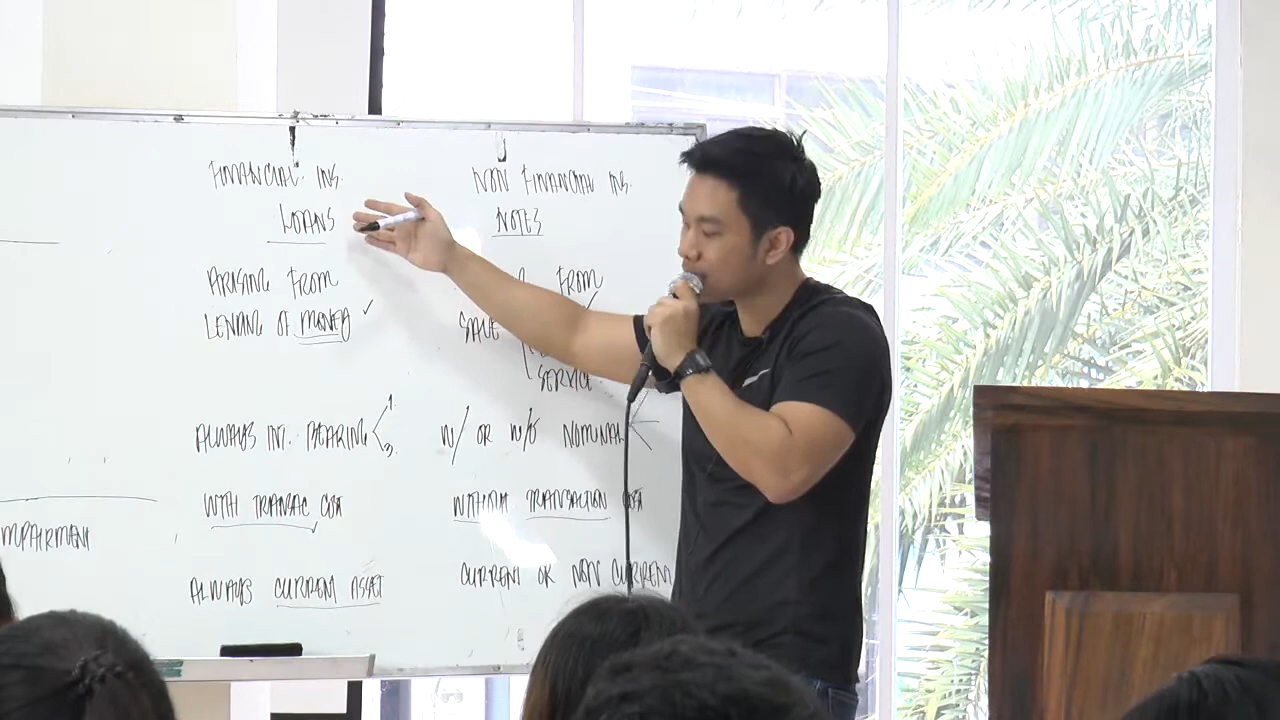 FINANCIAL INS.
LOANS
ARISING FROM
LENDING OF MONEY ✓
ALWAYS INT. BEARING
1
WITH TRANSAC COST
ALWAYS CURRENT ASSET
NON FINANCIAL INS.
NOTES
FROM
SALE
SERVICE
W/ OR W/O NOMINAL
WITHOUT TRANSACTION COST
CURRENT OR NON CURRENT
IMPAIRMENT